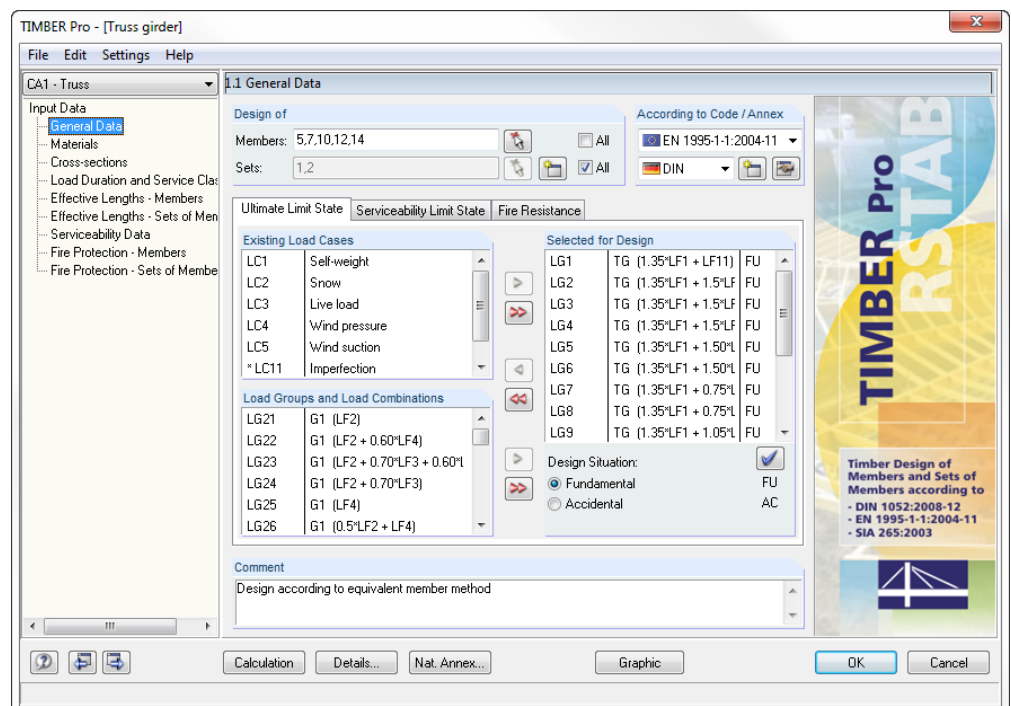 TIMBER Pro - [Truss girder]
File Edit Settings Help
CA1 - Truss
Input Data
General Data
Materials
Cross-sections
Load Duration and Service Clas
Effective Lengths - Members
Effective Lengths - Sets of Men
Serviceability Data
Fire Protection - Members
Fire Protection - Sets of Membe
1.1 General Data
Design of
Members: 5,7,10,12,14 All
Sets: 1,2 All
According to Code / Annex
EN 1995-1-1:2004-11
DIN
Ultimate Limit State Serviceability Limit State Fire Resistance
Existing Load Cases
LC1 Self-weight
LC2 Snow
LC3 Live load
LC4 Wind pressure
LC5 Wind suction
* LC11 Imperfection
Load Groups and Load Combinations
LG21 G1 (LF2)
LG22 G1 (LF2 + 0.60*LF4)
LG23 G1 (LF2 + 0.70*LF3 + 0.60*L
LG24 G1 (LF2 + 0.70*LF3)
LG25 G1 (LF4)
LG26 G1 (0.5*LF2 + LF4)
>
>>
<
<<
>
>>
Selected for Design
LG1 TG (1.35*LF1 + LF11) FU
LG2 TG (1.35*LF1 + 1.5*LF FU
LG3 TG (1.35*LF1 + 1.5*LF FU
LG4 TG (1.35*LF1 + 1.5*LF FU
LG5 TG (1.35*LF1 + 1.50*L FU
LG6 TG (1.35*LF1 + 1.50*L FU
LG7 TG (1.35*LF1 + 0.75*L FU
LG8 TG (1.35*LF1 + 0.75*L FU
LG9 TG (1.35*LF1 + 1.05*L FU
Design Situation:
Fundamental FU
Accidental AC
Comment
Design according to equivalent member method
RSTAB
TIMBER Pro
Timber Design of
Members and Sets of
Members according to
- DIN 1052:2008-12
- EN 1995-1-1:2004-11
- SIA 265:2003
Calculation Details... Nat. Annex... Graphic OK Cancel